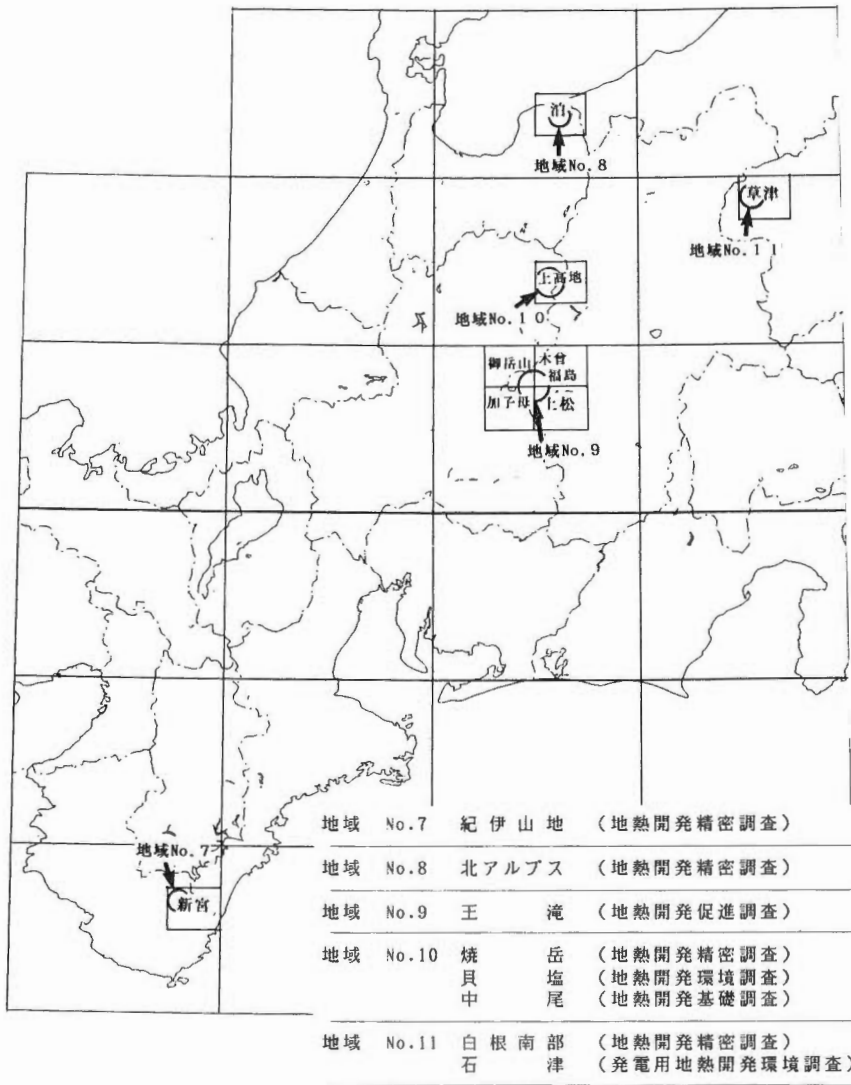 泊
地域No.8
草津
地域No.11
上高地
地域No.10
御岳山 木曾
福島
加子母 上松
地域No.9
地域No.7
新宮
地域 No.7 紀伊山地 (地熱開発精密調査)
地域 No.8 北アルプス (地熱開発精密調査)
地域 No.9 王滝 (地熱開発促進調査)
地域 No.10 焼岳 (地熱開発精密調査)
貝塩 (地熱開発環境調査)
中尾 (地熱開発基礎調査)
地域 No.11 白根南部 (地熱開発精密調査)
石津 (発電用地熱開発環境調査)